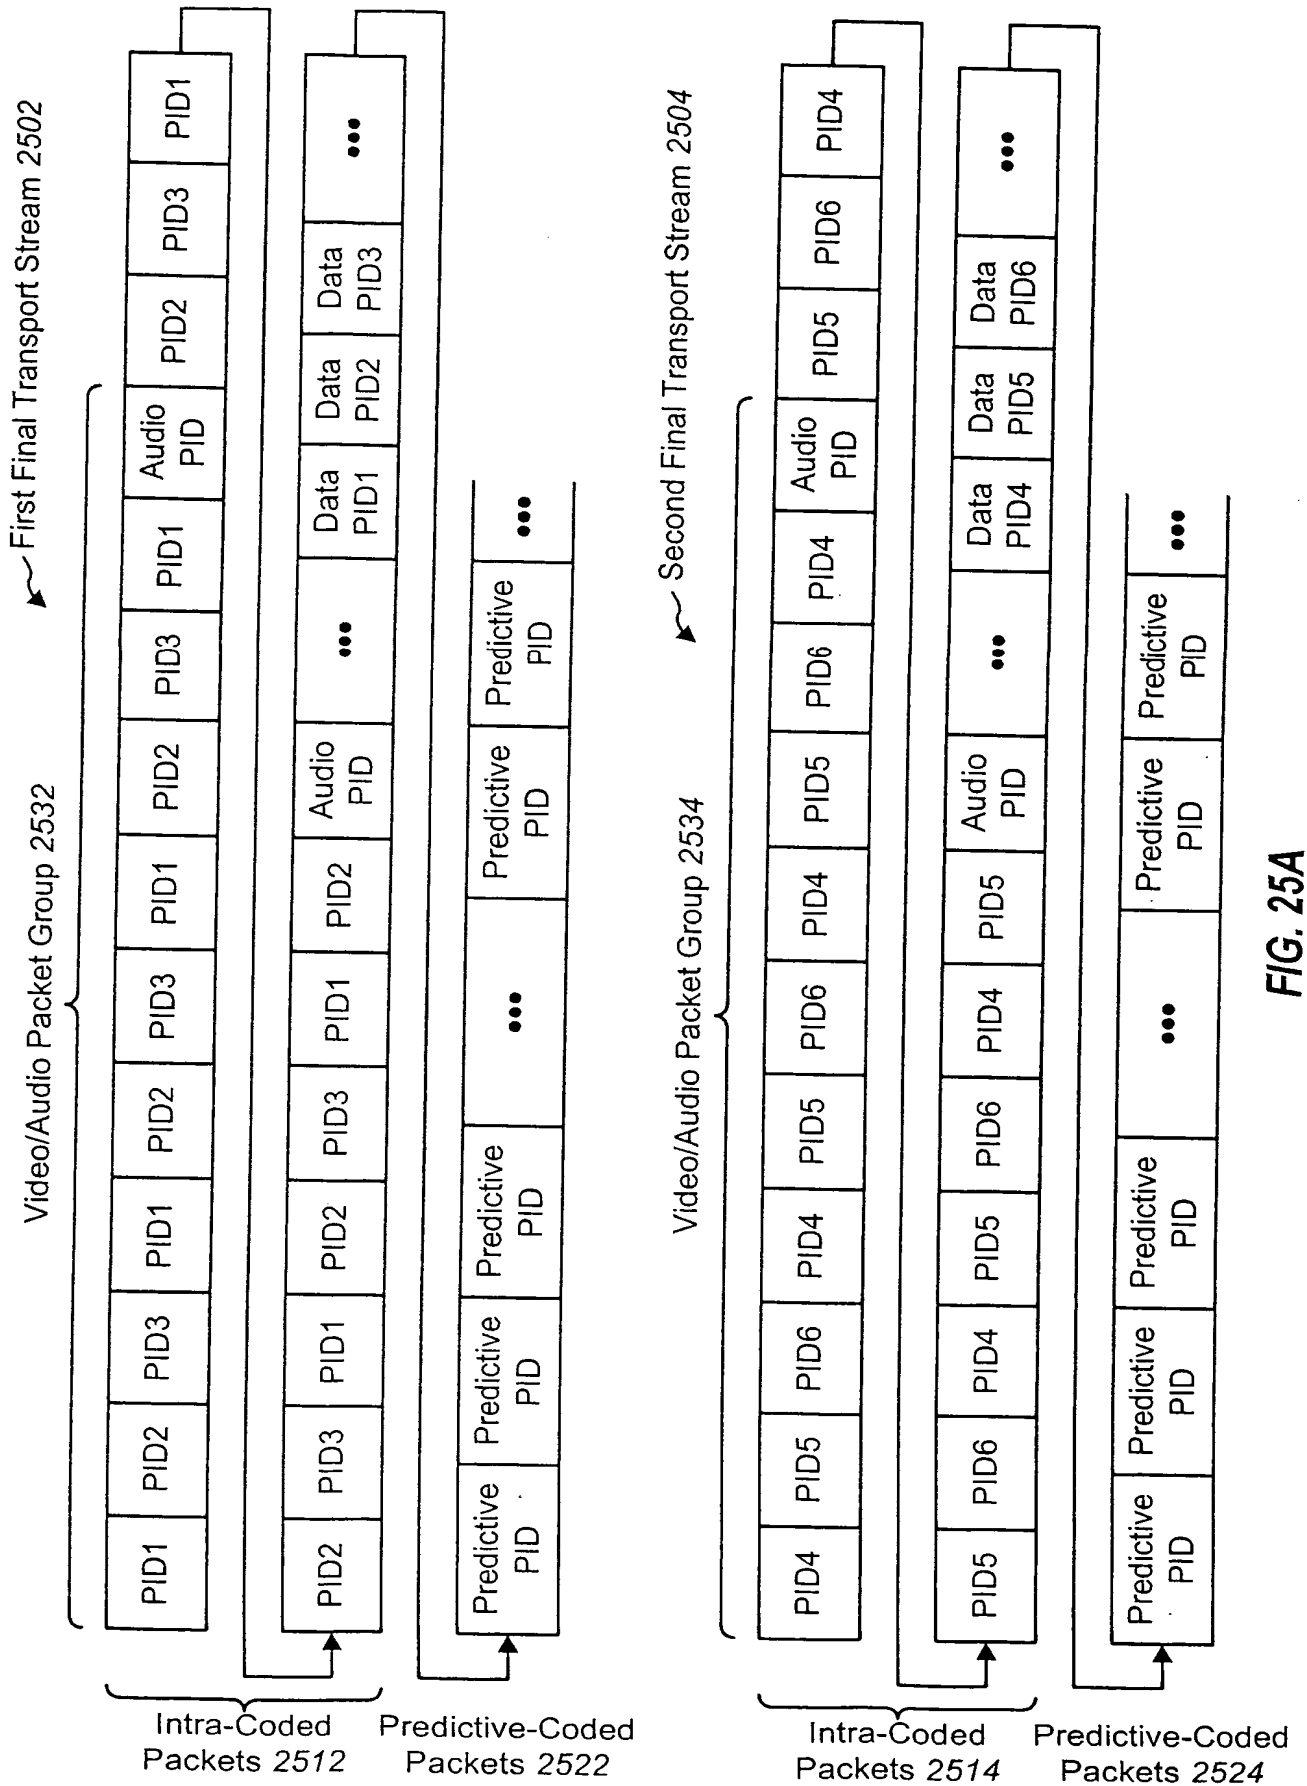 First Final Transport Stream 2502
Video/Audio Packet Group 2532
PID1
PID2
PID3
PID1
PID2
PID3
PID1
PID2
PID3
PID1
Audio
PID
PID2
PID3
PID1
PID2
PID3
PID1
PID2
PID3
PID1
PID2
Audio
PID
•••
Data
PID1
Data
PID2
Data
PID3
•••
Predictive
PID
Predictive
PID
Predictive
PID
•••
Predictive
PID
Predictive
PID
•••
Intra-Coded
Packets 2512
Predictive-Coded
Packets 2522
Second Final Transport Stream 2504
Video/Audio Packet Group 2534
PID4
PID5
PID6
PID4
PID5
PID6
PID4
PID5
PID6
PID4
Audio
PID
PID5
PID6
PID4
PID5
PID6
PID4
PID5
PID6
PID4
PID5
Audio
PID
•••
Data
PID4
Data
PID5
Data
PID6
•••
Predictive
PID
Predictive
PID
Predictive
PID
•••
Predictive
PID
Predictive
PID
•••
Intra-Coded
Packets 2514
Predictive-Coded
Packets 2524
FIG. 25A